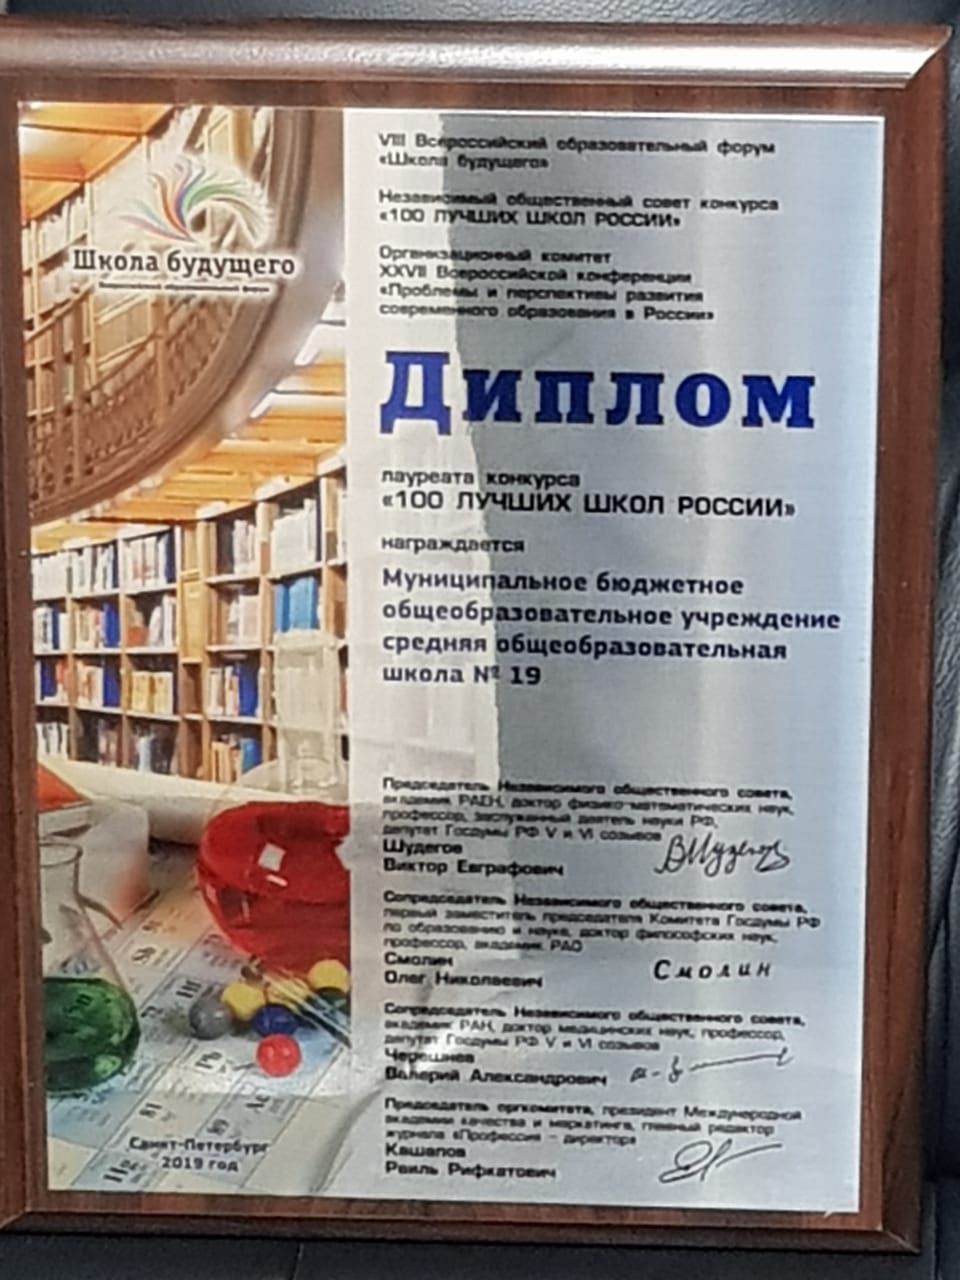 Школа будущего
Всероссийский образовательный форум
VIII Всероссийский образовательный форум
«Школа будущего»
Независимый общественный совет конкурса
«100 ЛУЧШИХ ШКОЛ РОССИИ»
Организационный комитет
XXVII Всероссийской конференции
«Проблемы и перспективы развития
современного образования в России»
Диплом
лауреата конкурса
«100 ЛУЧШИХ ШКОЛ РОССИИ»
награждается
Муниципальное бюджетное
общеобразовательное учреждение
средняя общеобразовательная
школа № 19
Председатель Независимого общественного совета,
академик РАЕН, доктор физико-математических наук,
профессор, заслуженный деятель науки РФ,
депутат Госдумы РФ V и VI созывов
Шудегов
Виктор Евграфович
Сопредседатель Независимого общественного совета,
первый заместитель председателя Комитета Госдумы РФ
по образованию и науке, доктор философских наук,
профессор, академик РАО
Смолин
Олег Николаевич
Смолин
Сопредседатель Независимого общественного совета,
академик РАН, доктор медицинских наук, профессор,
депутат Госдумы РФ V и VI созывов
Черешнев
Валерий Александрович
Председатель оргкомитета, президент Международной
академии качества и маркетинга, главный редактор
журнала «Профессия – директор»
Кашапов
Раиль Рифкатович
Санкт-Петербург
2019 год